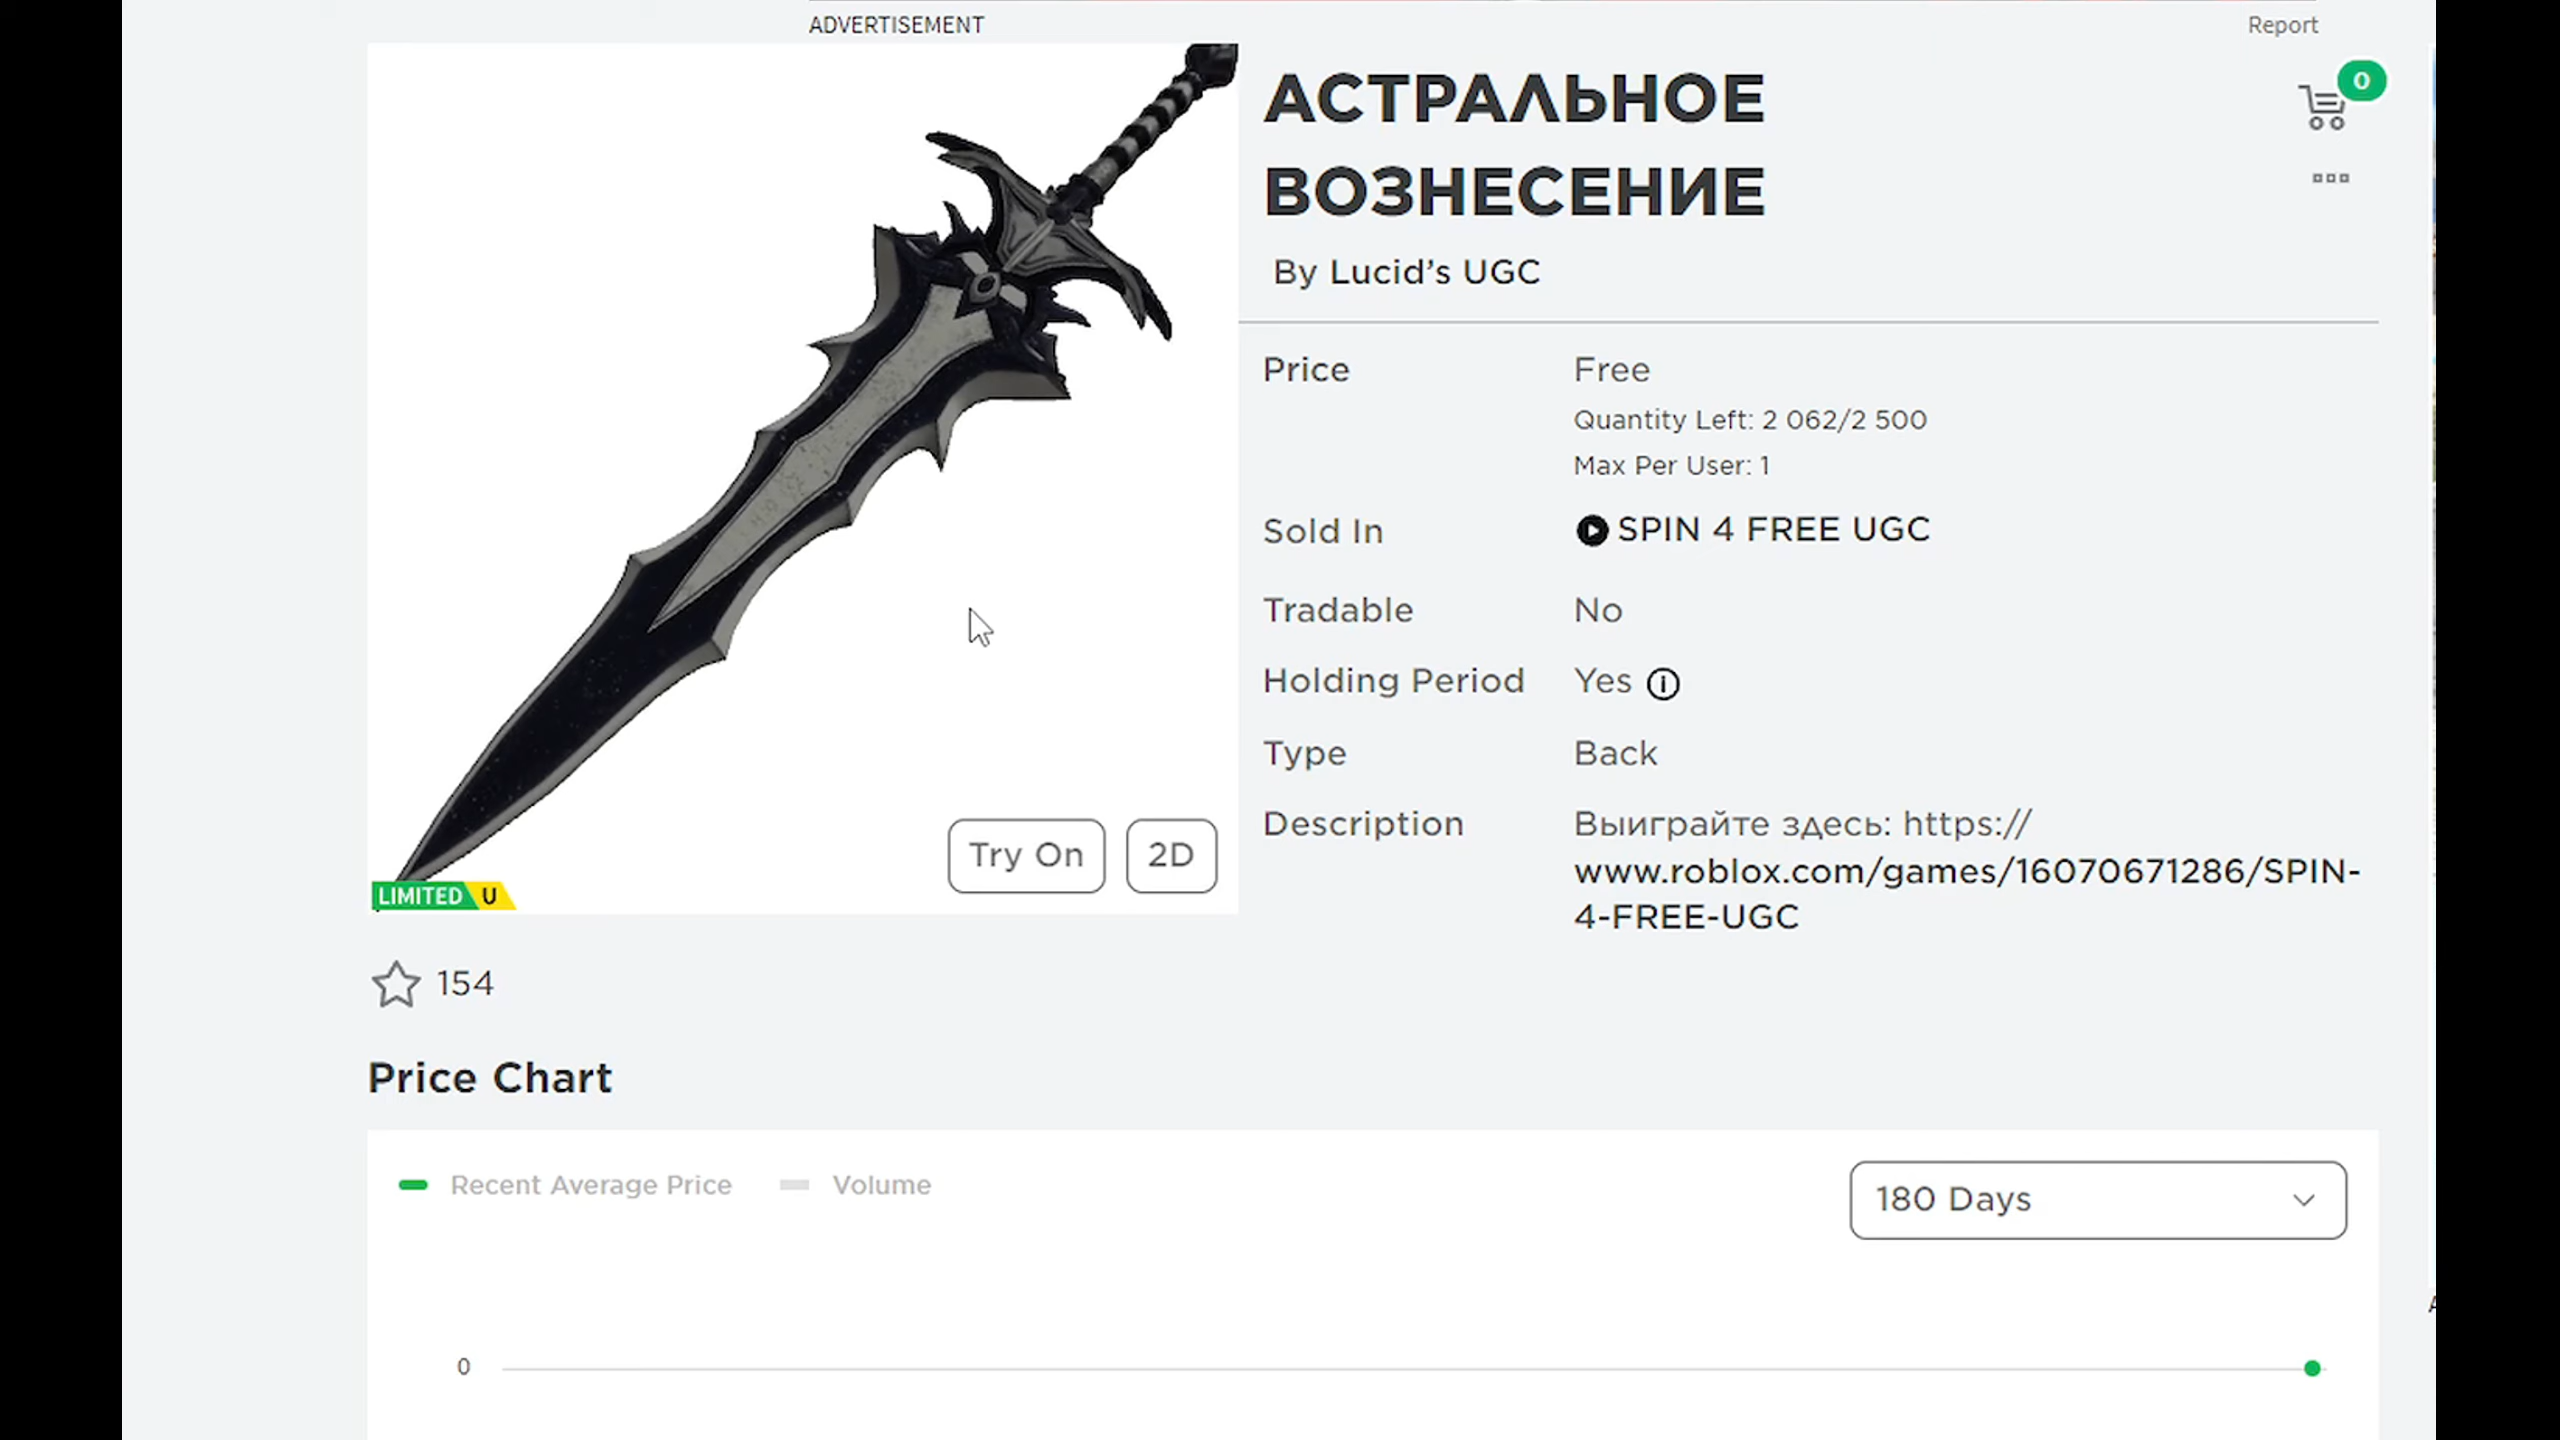 ADVERTISEMENT
Report
0
АСТРАЛЬНОЕ
ВОЗНЕСЕНИЕ
By Lucid’s UGC
Price
Free
Quantity Left: 2 062/2 500
Max Per User: 1
Sold In
SPIN 4 FREE UGC
Tradable
No
Holding Period
Yes
Type
Back
Description
Выиграйте здесь: https://
www.roblox.com/games/16070671286/SPIN-
4-FREE-UGC
Try On
2D
LIMITED U
154
Price Chart
Recent Average Price
Volume
180 Days
0